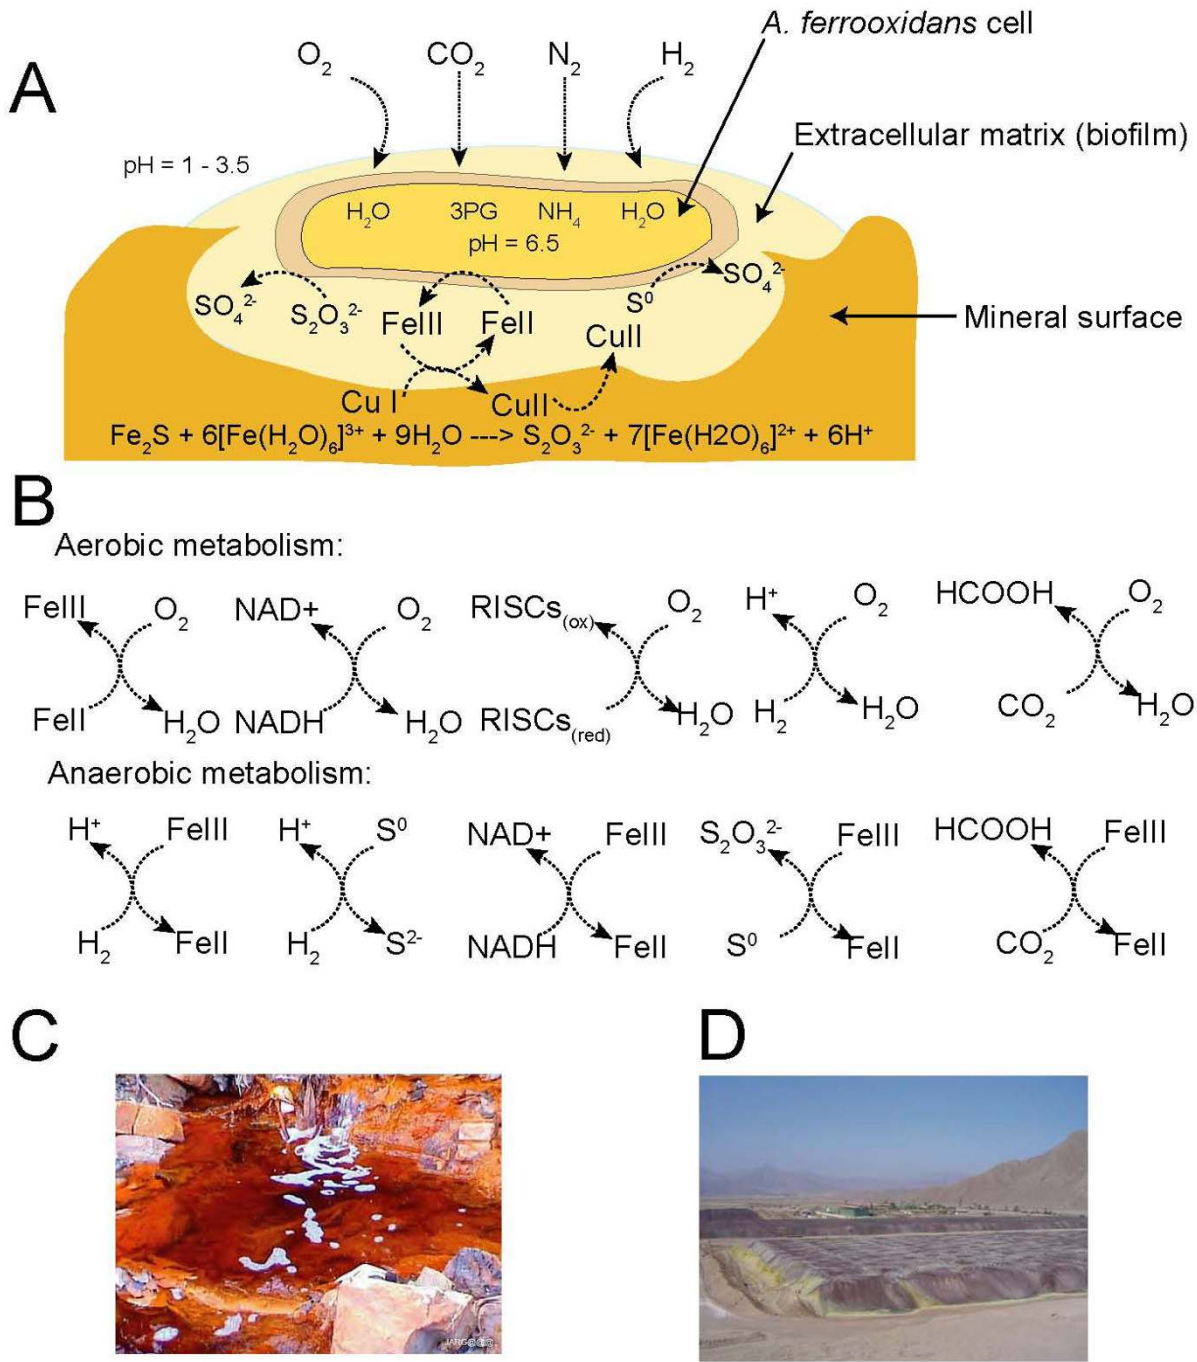 A. ferrooxidans cell
O₂ CO₂ N₂ H₂
A
Extracellular matrix (biofilm)
pH = 1 - 3.5
H₂O 3PG NH₄ H₂O
pH = 6.5
SO₄²⁻ S₂O₃²⁻ FeIII FeII S⁰ SO₄²⁻
CuII
Mineral surface
Cu I CuII
Fe₂S + 6[Fe(H₂O)₆]³⁺ + 9H₂O ---> S₂O₃²⁻ + 7[Fe(H2O)₆]²⁺ + 6H⁺
B
Aerobic metabolism:
FeIII O₂ NAD+ O₂ RISCs(ox) O₂ H⁺ O₂ HCOOH O₂
FeII H₂O NADH H₂O RISCs(red) H₂O H₂ H₂O CO₂ H₂O
Anaerobic metabolism:
H⁺ FeIII H⁺ S⁰ NAD+ FeIII S₂O₃²⁻ FeIII HCOOH FeIII
H₂ FeII H₂ S²⁻ NADH FeII S⁰ FeII CO₂ FeII
C D